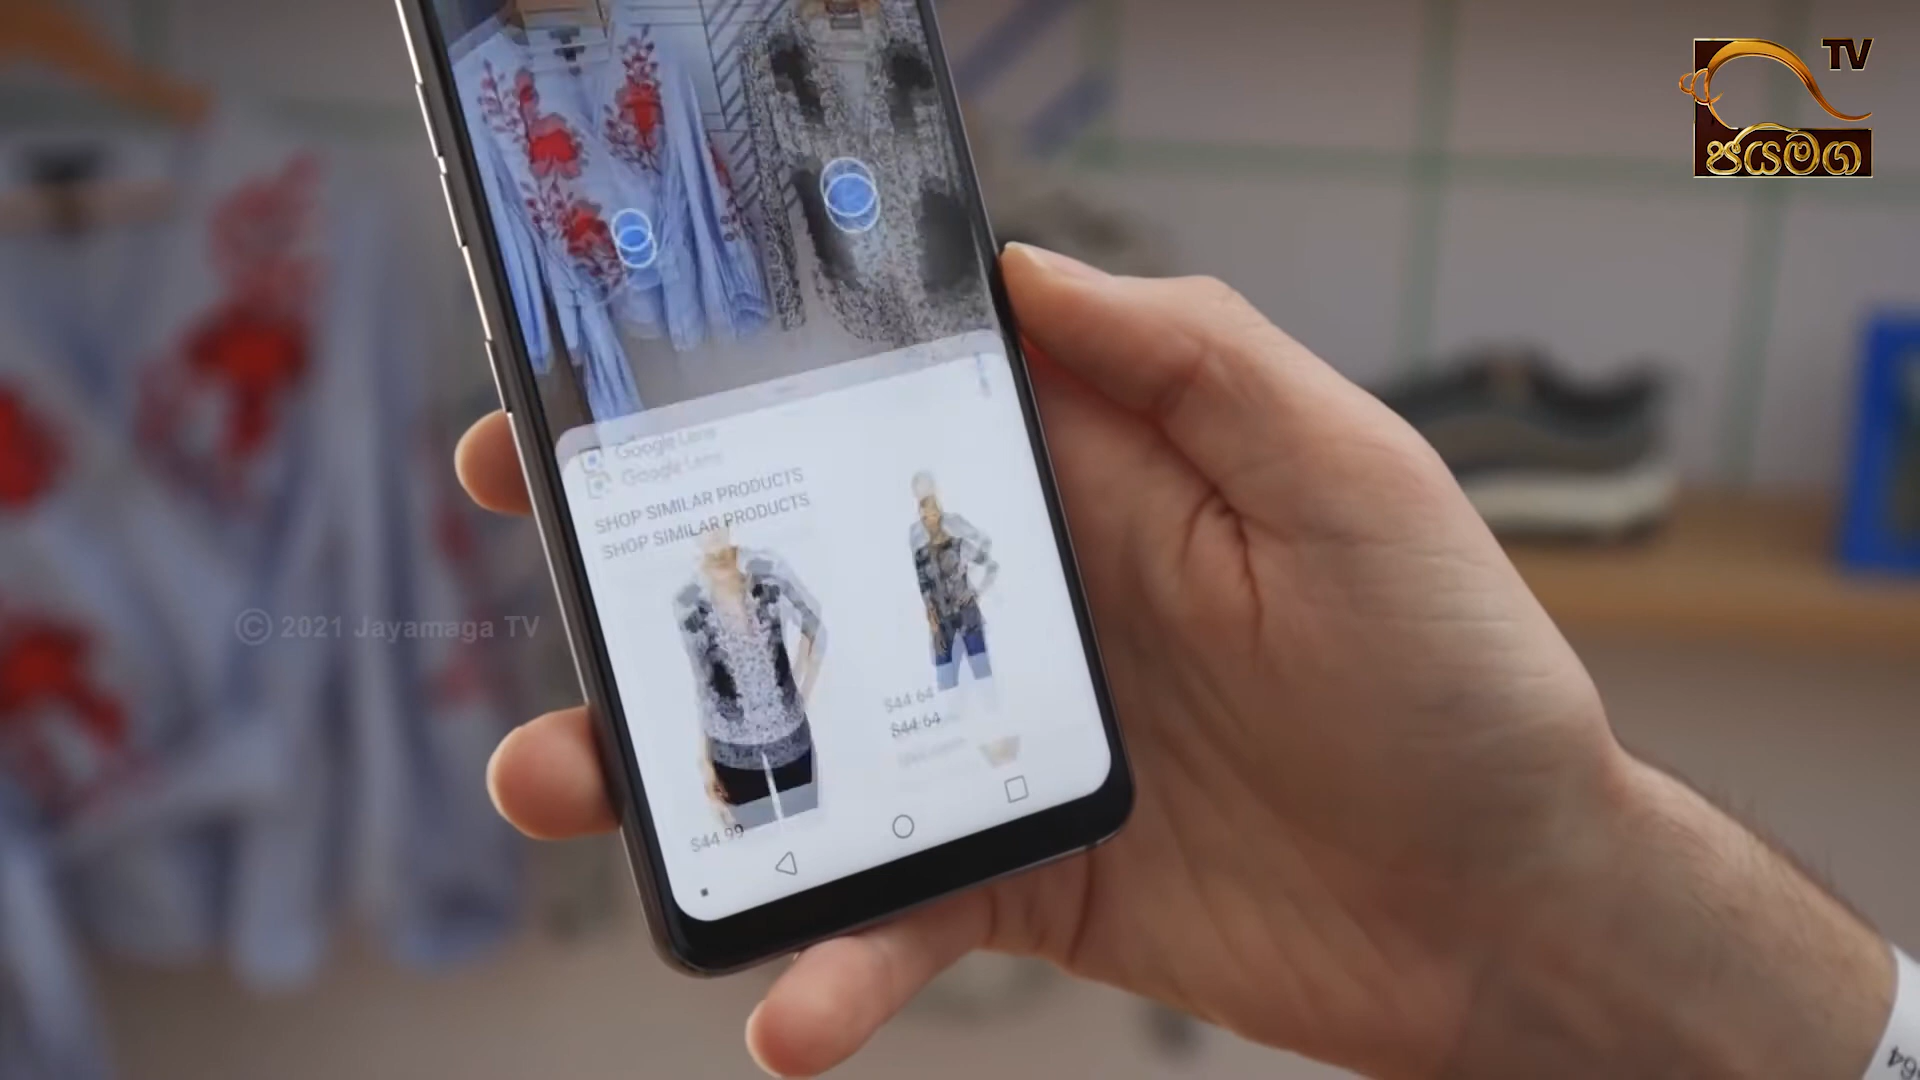 TV
ජයමග
Google Lens
Google Lens
SHOP SIMILAR PRODUCTS
SHOP SIMILAR PRODUCTS
© 2021 Jayamaga TV
$44.64
$44.64
$44.99
64